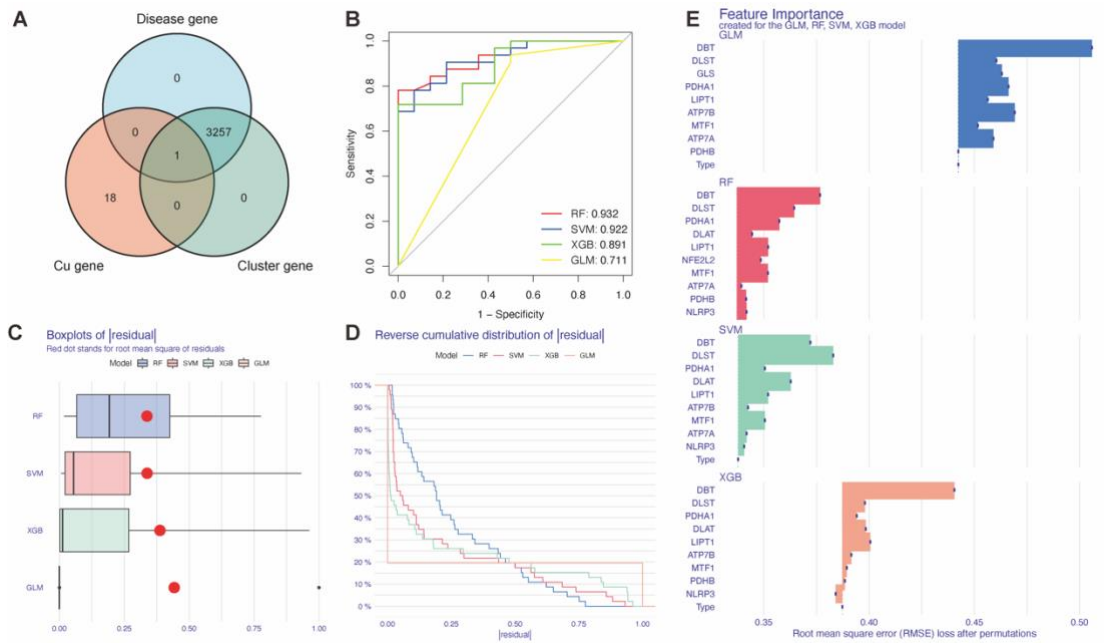 A
Disease gene
0
0
3257
1
18
0
0
Cu gene
Cluster gene
B
Sensitivity
1.0
0.8
0.6
0.4
0.2
0.0
RF: 0.932
SVM: 0.922
XGB: 0.891
GLM: 0.711
0.0 0.2 0.4 0.6 0.8 1.0
1 − Specificity
C
Boxplots of |residual|
Red dot stands for root mean square of residuals
Model RF SVM XGB GLM
RF
SVM
XGB
GLM
0.00 0.25 0.50 0.75 1.00
D
Reverse cumulative distribution of |residual|
Model RF SVM XGB GLM
100 %
90 %
80 %
70 %
60 %
50 %
40 %
30 %
20 %
10 %
0 %
0.00 0.25 0.50 0.75 1.00
|residual|
E
Feature Importance
created for the GLM, RF, SVM, XGB model
GLM
DBT
DLST
GLS
PDHA1
LIPT1
ATP7B
MTF1
ATP7A
PDHB
Type
RF
DBT
DLST
PDHA1
DLAT
LIPT1
NFE2L2
MTF1
ATP7A
PDHB
NLRP3
SVM
DBT
DLST
PDHA1
DLAT
LIPT1
ATP7B
MTF1
ATP7A
NLRP3
Type
XGB
DBT
DLST
PDHA1
DLAT
LIPT1
ATP7B
MTF1
PDHB
NLRP3
Type
0.35 0.40 0.45 0.50
Root mean square error (RMSE) loss after permutations